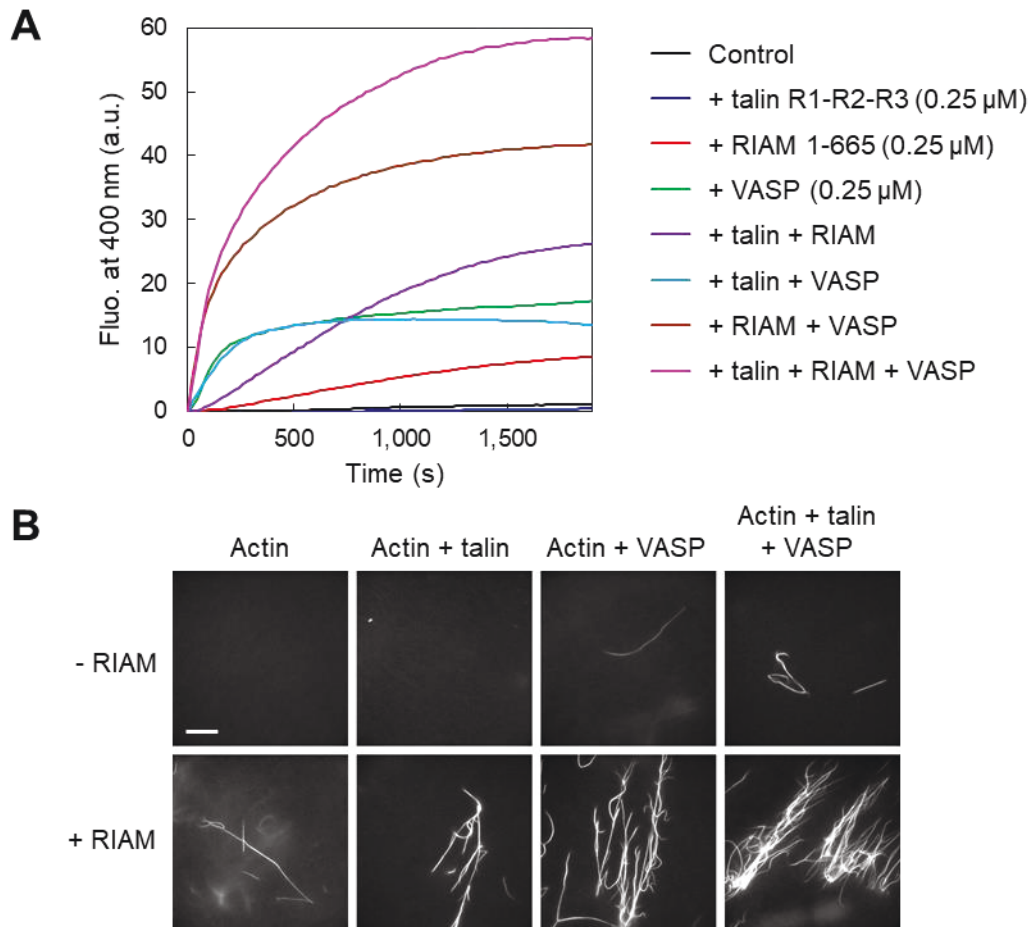 A
60
50
40
30
20
10
0
Fluo. at 400 nm (a.u.)
0 500 1,000 1,500
Time (s)
Control
+ talin R1-R2-R3 (0.25 µM)
+ RIAM 1-665 (0.25 µM)
+ VASP (0.25 µM)
+ talin + RIAM
+ talin + VASP
+ RIAM + VASP
+ talin + RIAM + VASP
B
Actin
Actin + talin
Actin + VASP
Actin + talin
+ VASP
- RIAM
+ RIAM